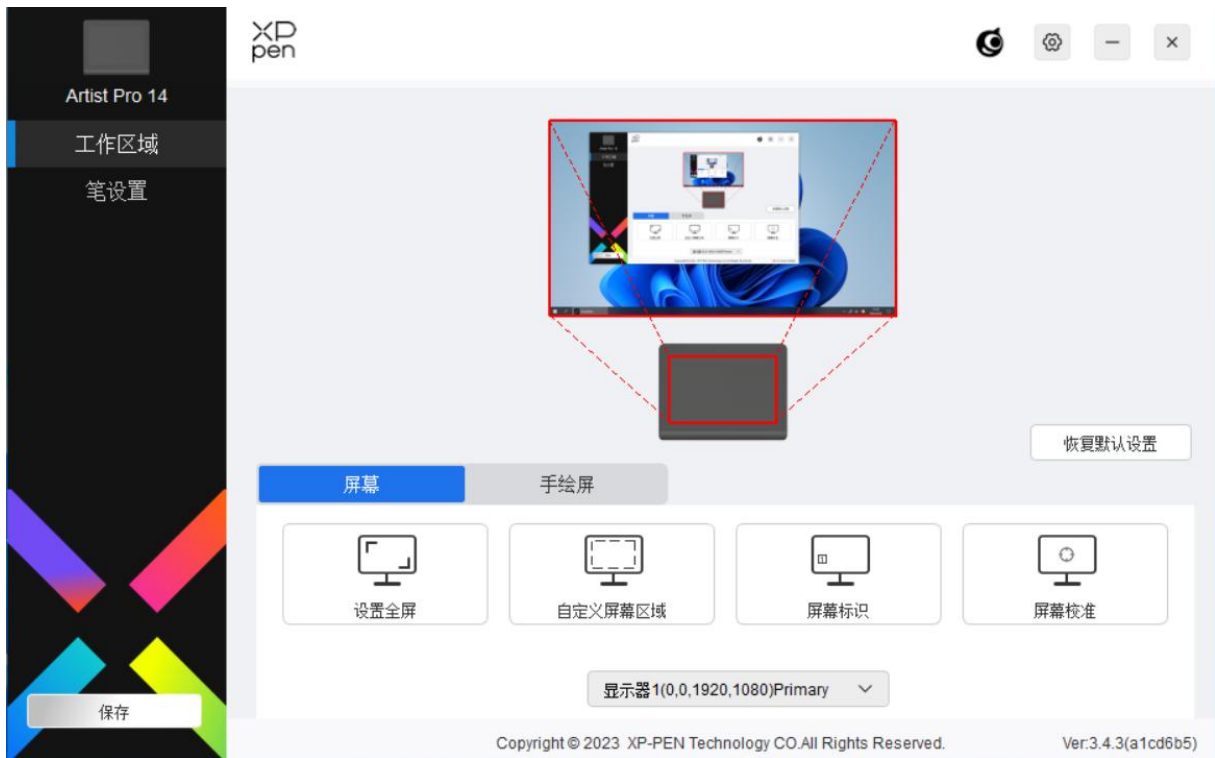 XP
pen
Artist Pro 14
工作区域
笔设置
恢复默认设置
屏幕
手绘屏
设置全屏
自定义屏幕区域
屏幕标识
屏幕校准
显示器1(0,0,1920,1080)Primary
保存
Copyright © 2023 XP-PEN Technology CO.All Rights Reserved.
Ver:3.4.3(a1cd6b5)